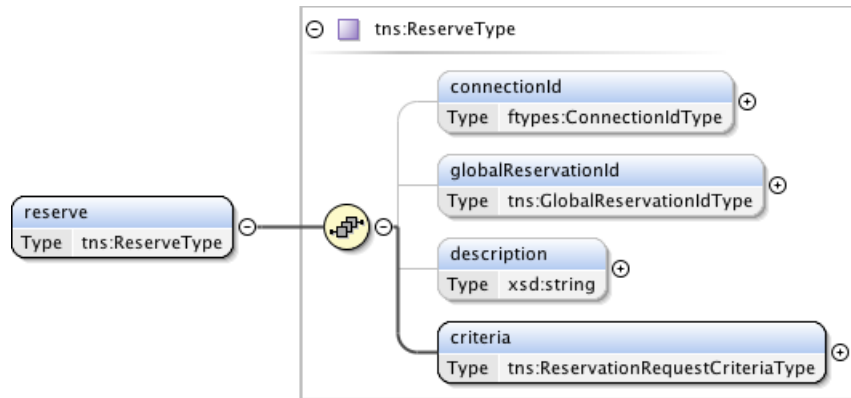 tns:ReserveType
connectionId
Type ftypes:ConnectionIdType
globalReservationId
Type tns:GlobalReservationIdType
reserve
Type tns:ReserveType
description
Type xsd:string
criteria
Type tns:ReservationRequestCriteriaType